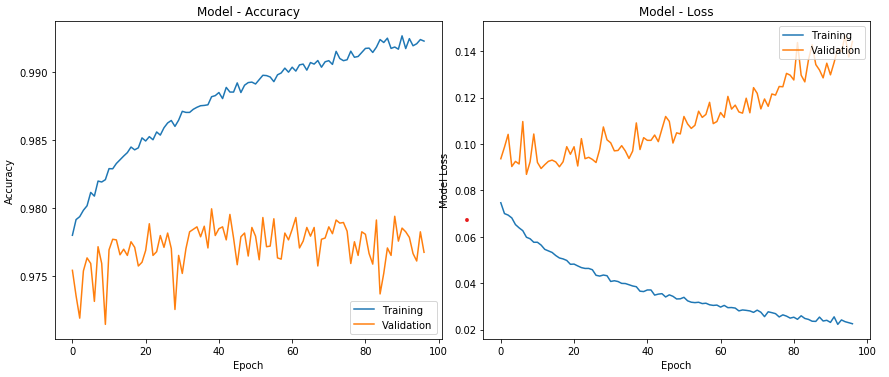 Model - Accuracy
Accuracy
0.990
0.985
0.980
0.975
0 20 40 60 80 100
Epoch
Training
Validation
Model - Loss
Model Loss
0.14
0.12
0.10
0.08
0.06
0.04
0.02
0 20 40 60 80 100
Epoch
Training
Validation